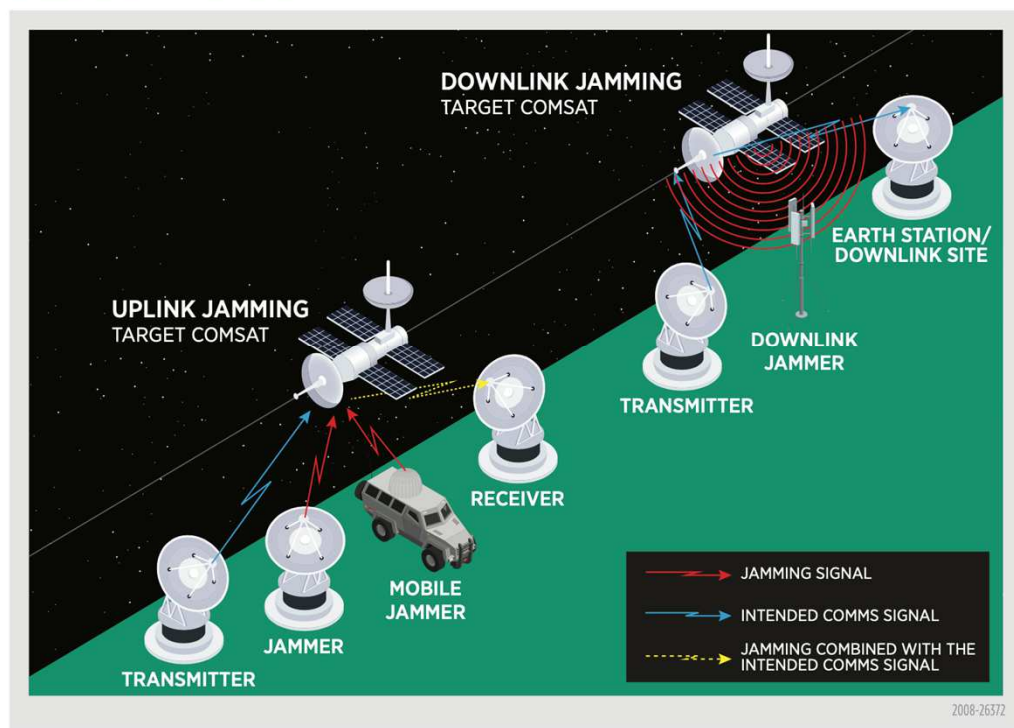 DOWNLINK JAMMING
TARGET COMSAT
EARTH STATION/
DOWNLINK SITE
UPLINK JAMMING
TARGET COMSAT
DOWNLINK
JAMMER
TRANSMITTER
RECEIVER
MOBILE
JAMMER
JAMMER
TRANSMITTER
JAMMING SIGNAL
INTENDED COMMS SIGNAL
JAMMING COMBINED WITH THE
INTENDED COMMS SIGNAL
2008-26372